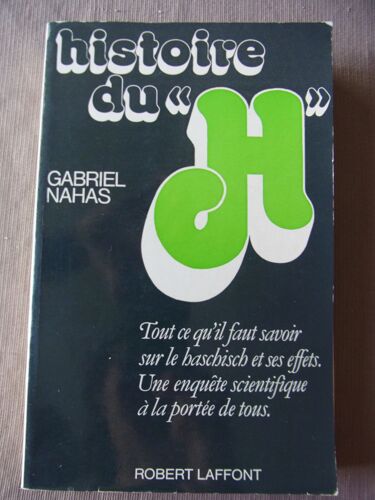 histoire
du «H»
GABRIEL
NAHAS
Tout ce qu'il faut savoir
sur le haschisch et ses effets.
Une enquête scientifique
à la portée de tous.
ROBERT LAFFONT